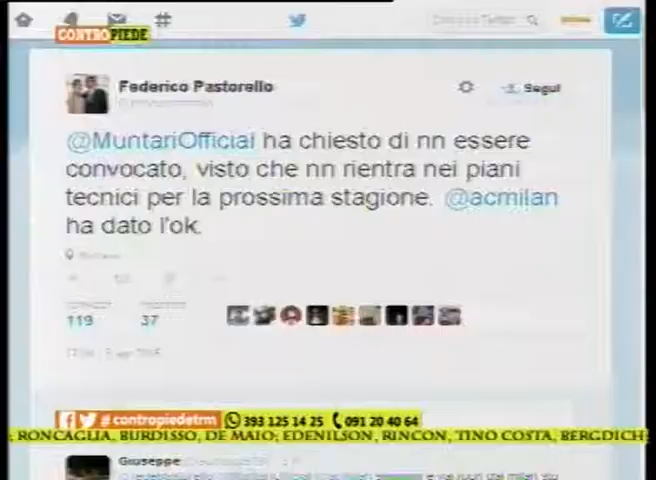 CONTROPIEDE
Federico Pastorello
Segui
@MuntariOfficial ha chiesto di nn essere
convocato, visto che nn rientra nei piani
tecnici per la prossima stagione. @acmilan
ha dato l'ok.
119 37
#contropiedetrm 393 125 14 25 091 20 40 64
; RONCAGLIA, BURDISSO, DE MAIO; EDENILSON, RINCON, TINO COSTA, BERGDICH;
Giuseppe